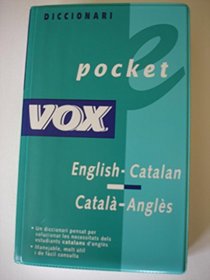 DICCIONARI
e
pocket
VOX
English-Catalan
Català-Anglès
• Un diccionari pensat per
solucionar les necessitats dels
estudiants catalans d'anglès
• Manejable, molt útil
i de fàcil consulta